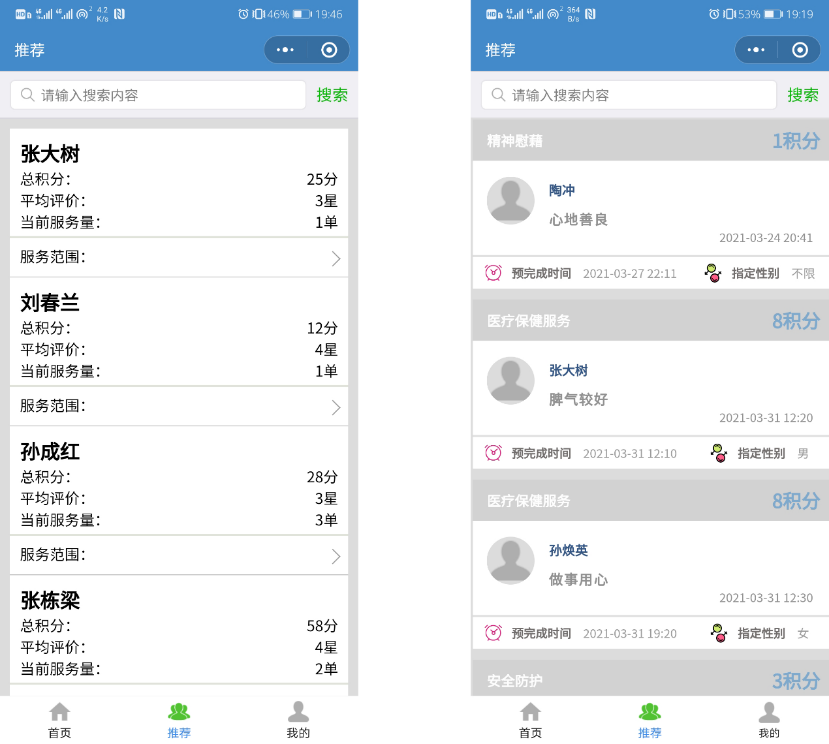 4.2 K/s 46% 19:46
推荐
请输入搜索内容 搜索
张大树
总积分： 25分
平均评价： 3星
当前服务量： 1单
服务范围：
刘春兰
总积分： 12分
平均评价： 4星
当前服务量： 1单
服务范围：
孙成红
总积分： 28分
平均评价： 3星
当前服务量： 3单
服务范围：
张栋梁
总积分： 58分
平均评价： 4星
当前服务量： 2单
首页 推荐 我的
364 B/s 53% 19:19
推荐
请输入搜索内容 搜索
精神慰藉 1积分
陶冲
心地善良
2021-03-24 20:41
预完成时间 2021-03-27 22:11 指定性别 不限
医疗保健服务 8积分
张大树
脾气较好
2021-03-31 12:20
预完成时间 2021-03-31 12:10 指定性别 男
医疗保健服务 8积分
孙焕英
做事用心
2021-03-31 12:30
预完成时间 2021-03-31 19:20 指定性别 女
安全防护 3积分
首页 推荐 我的